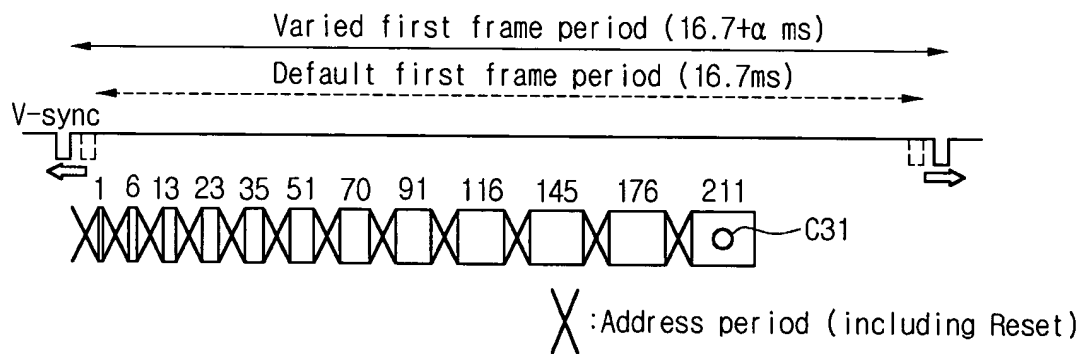 Varied first frame period (16.7+α ms)
Default first frame period (16.7ms)
V-sync
1 6 13 23 35 51 70 91 116 145 176 211
C31
:Address period (including Reset)